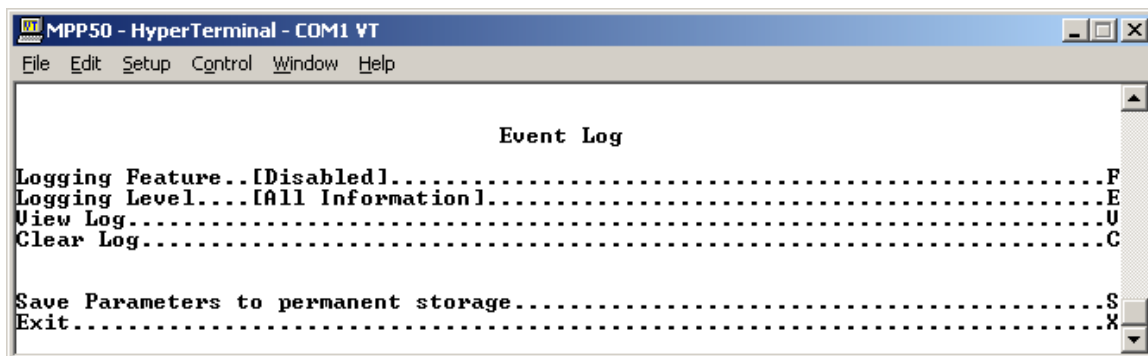 MPP50 - HyperTerminal - COM1 VT
File Edit Setup Control Window Help
Event Log
Logging Feature..[Disabled].......................................................................F
Logging Level....[All Information]................................................................E
View Log..........................................................................................V
Clear Log.........................................................................................C
Save Parameters to permanent storage..............................................................S
Exit..............................................................................................X